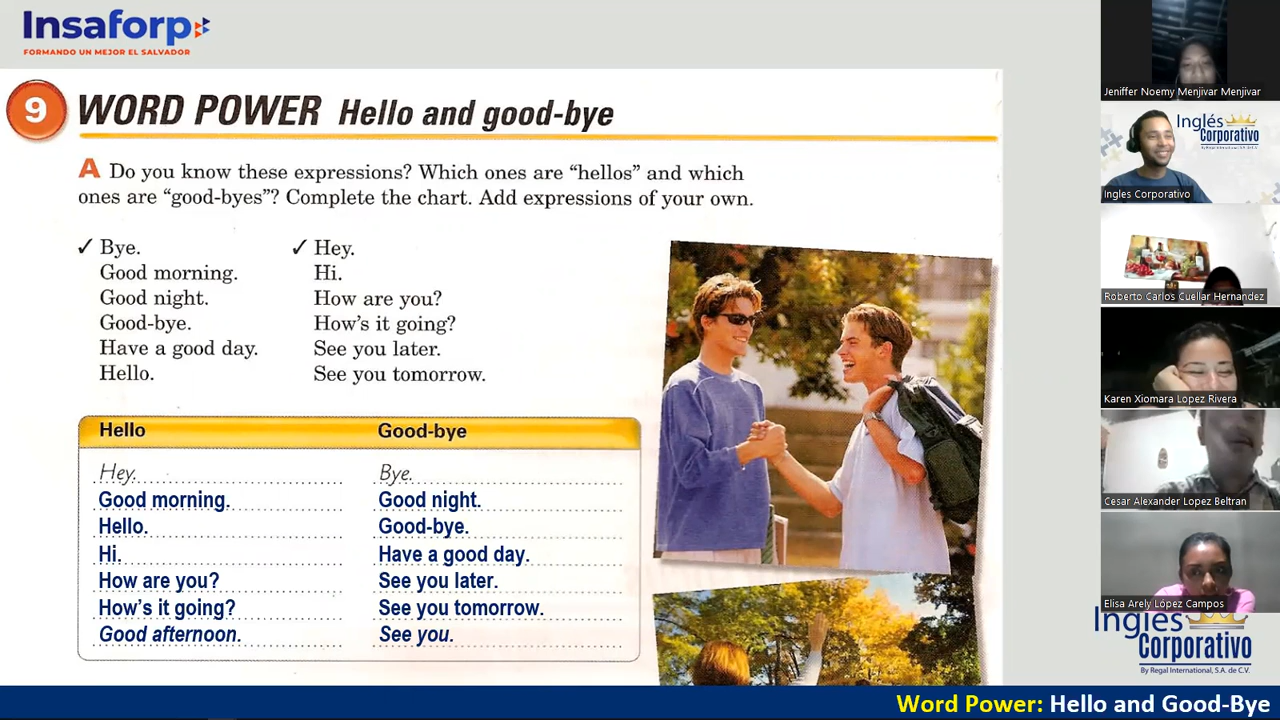 Insaforp
FORMANDO UN MEJOR EL SALVADOR
9 WORD POWER Hello and good-bye
A Do you know these expressions? Which ones are “hellos” and which
ones are “good-byes”? Complete the chart. Add expressions of your own.
✓ Bye.
Good morning.
Good night.
Good-bye.
Have a good day.
Hello.
✓ Hey.
Hi.
How are you?
How’s it going?
See you later.
See you tomorrow.
Hello Good-bye
Hey. Bye.
Good morning. Good night.
Hello. Good-bye.
Hi. Have a good day.
How are you? See you later.
How’s it going? See you tomorrow.
Good afternoon. See you.
Word Power: Hello and Good-Bye
Jeniffer Noemy Menjivar Menjivar
Inglés
Corporativo
By Regal International, S.A. de C.V.
Ingles Corporativo
Roberto Carlos Cuellar Hernandez
Karen Xiomara Lopez Rivera
Cesar Alexander Lopez Beltran
Elisa Arely López Campos
Inglés
Corporativo
By Regal International, S.A. de C.V.